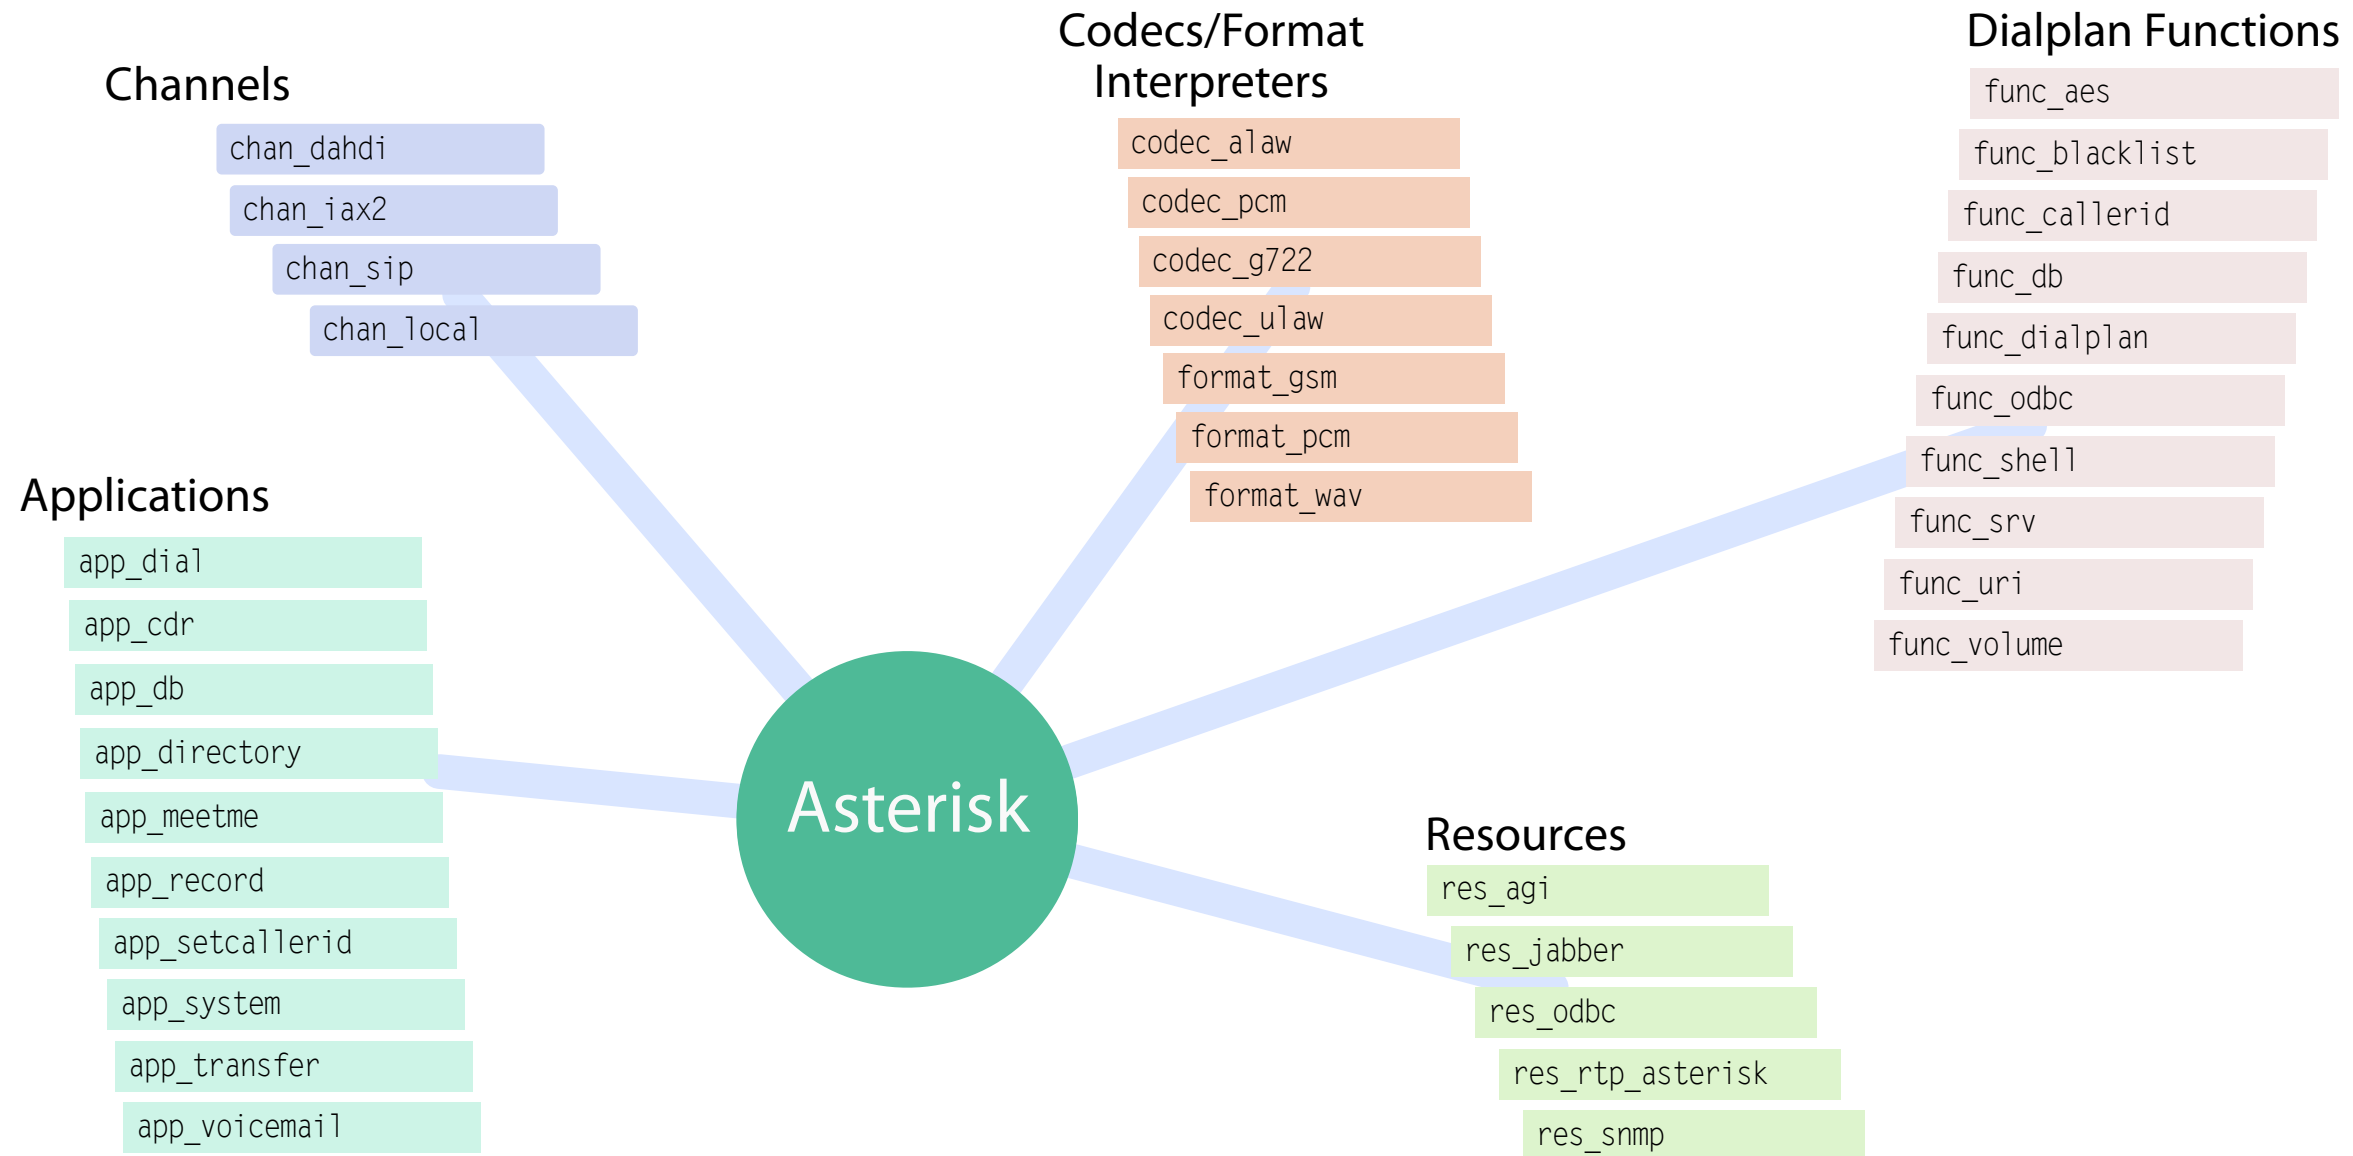 Channels
chan_dahdi
chan_iax2
chan_sip
chan_local
Codecs/Format
Interpreters
codec_alaw
codec_pcm
codec_g722
codec_ulaw
format_gsm
format_pcm
format_wav
Dialplan Functions
func_aes
func_blacklist
func_callerid
func_db
func_dialplan
func_odbc
func_shell
func_srv
func_uri
func_volume
Applications
app_dial
app_cdr
app_db
app_directory
app_meetme
app_record
app_setcallerid
app_system
app_transfer
app_voicemail
Asterisk
Resources
res_agi
res_jabber
res_odbc
res_rtp_asterisk
res_snmp